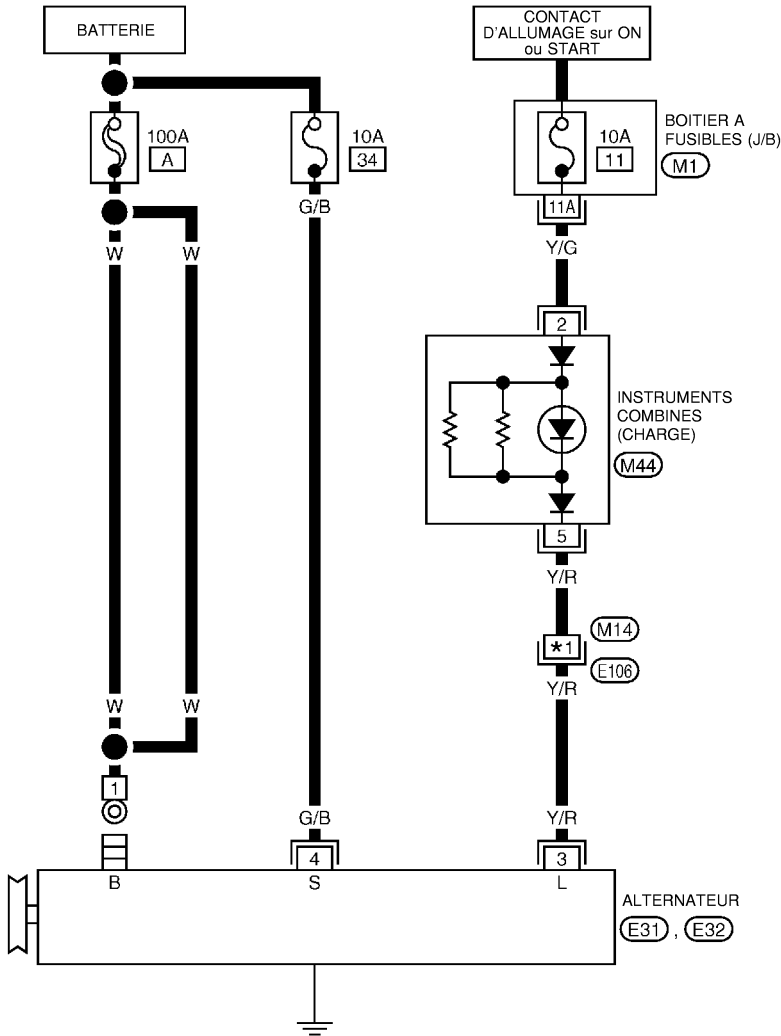 BATTERIE
CONTACT
D'ALLUMAGE sur ON
ou START
100A
A
10A
34
10A
11
BOITIER A
FUSIBLES (J/B)
M1
G/B
11A
W
W
Y/G
2
INSTRUMENTS
COMBINES
(CHARGE)
M44
5
Y/R
M14
*1
E106
Y/R
W
W
1
G/B
Y/R
4
3
B
S
L
ALTERNATEUR
E31 , E32